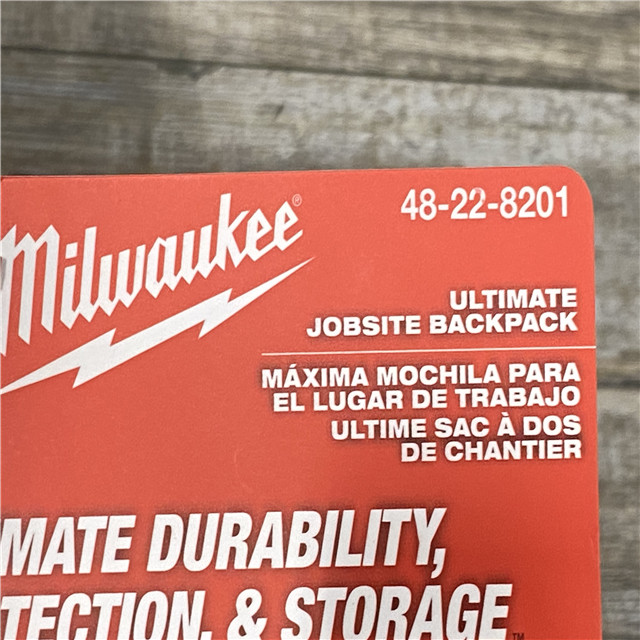 Milwaukee®
48-22-8201
ULTIMATE
JOBSITE BACKPACK
MÁXIMA MOCHILA PARA
EL LUGAR DE TRABAJO
ULTIME SAC À DOS
DE CHANTIER
MATE DURABILITY,
TECTION, & STORAGE™